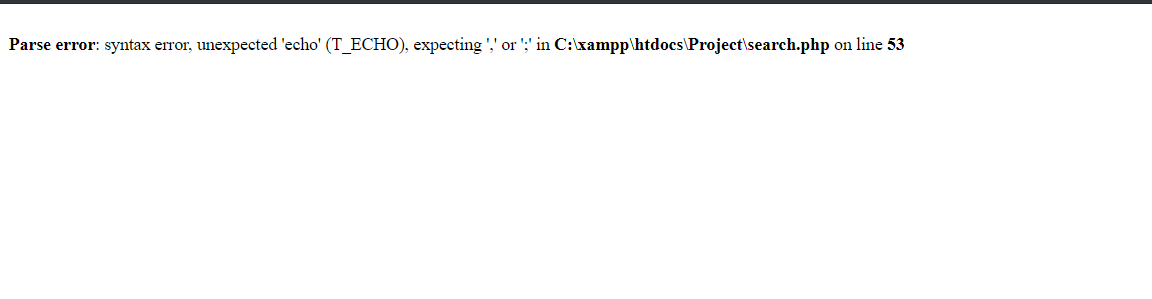 Parse error: syntax error, unexpected 'echo' (T_ECHO), expecting ',' or ';' in C:\xampp\htdocs\Project\search.php on line 53